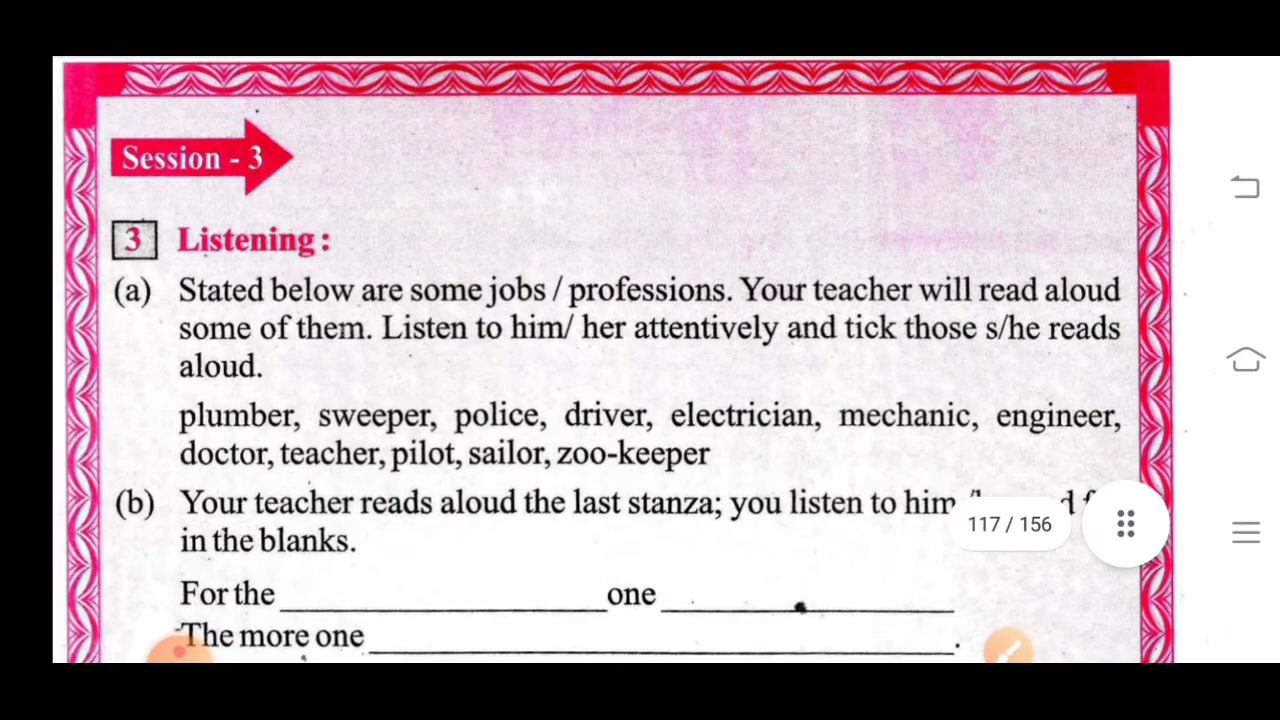 Session - 3
3 Listening :
(a) Stated below are some jobs / professions. Your teacher will read aloud
some of them. Listen to him/ her attentively and tick those s/he reads
aloud.
plumber, sweeper, police, driver, electrician, mechanic, engineer,
doctor, teacher, pilot, sailor, zoo-keeper
(b) Your teacher reads aloud the last stanza; you listen to him
117 / 156
in the blanks.
For the ____________ one ____________
The more one ____________.